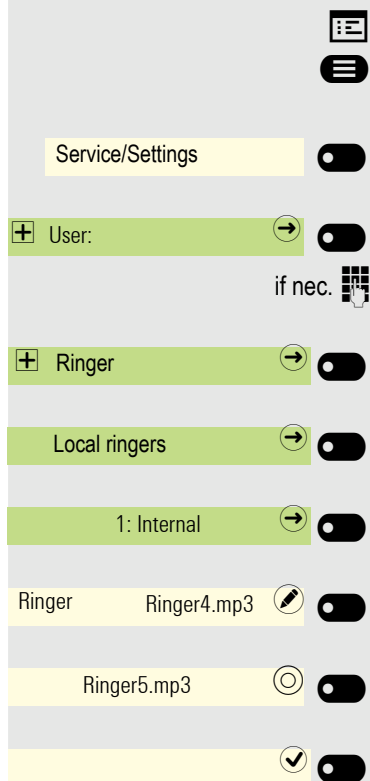 Service/Settings
User:
if nec.
Ringer
Local ringers
1: Internal
Ringer Ringer4.mp3
Ringer5.mp3